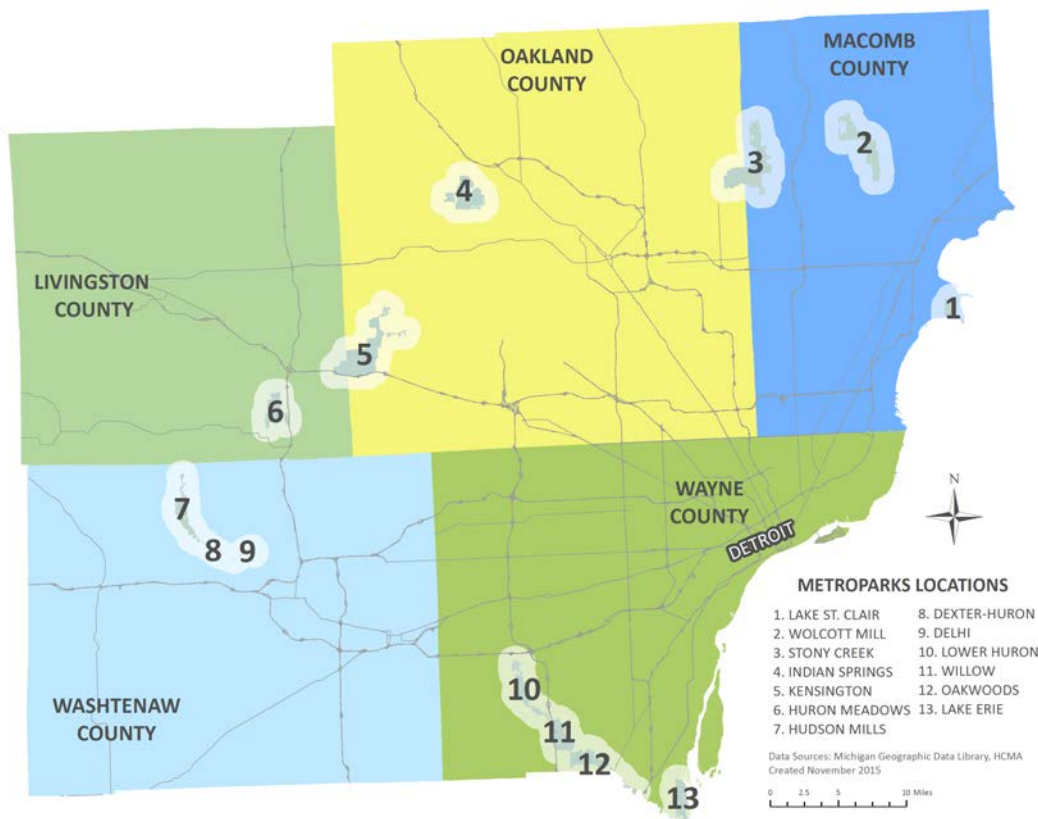 OAKLAND
COUNTY
MACOMB
COUNTY
2
3
4
LIVINGSTON
COUNTY
1
5
6
N
WAYNE
COUNTY
7
8
9
DETROIT
METROPARKS LOCATIONS
1. LAKE ST. CLAIR
2. WOLCOTT MILL
3. STONY CREEK
4. INDIAN SPRINGS
5. KENSINGTON
6. HURON MEADOWS
7. HUDSON MILLS
8. DEXTER-HURON
9. DELHI
10. LOWER HURON
11. WILLOW
12. OAKWOODS
13. LAKE ERIE
10
WASHTENAW
COUNTY
11
12
13
Data Sources: Michigan Geographic Data Library, HCMA
Created November 2015
0 2.5 5 10 Miles